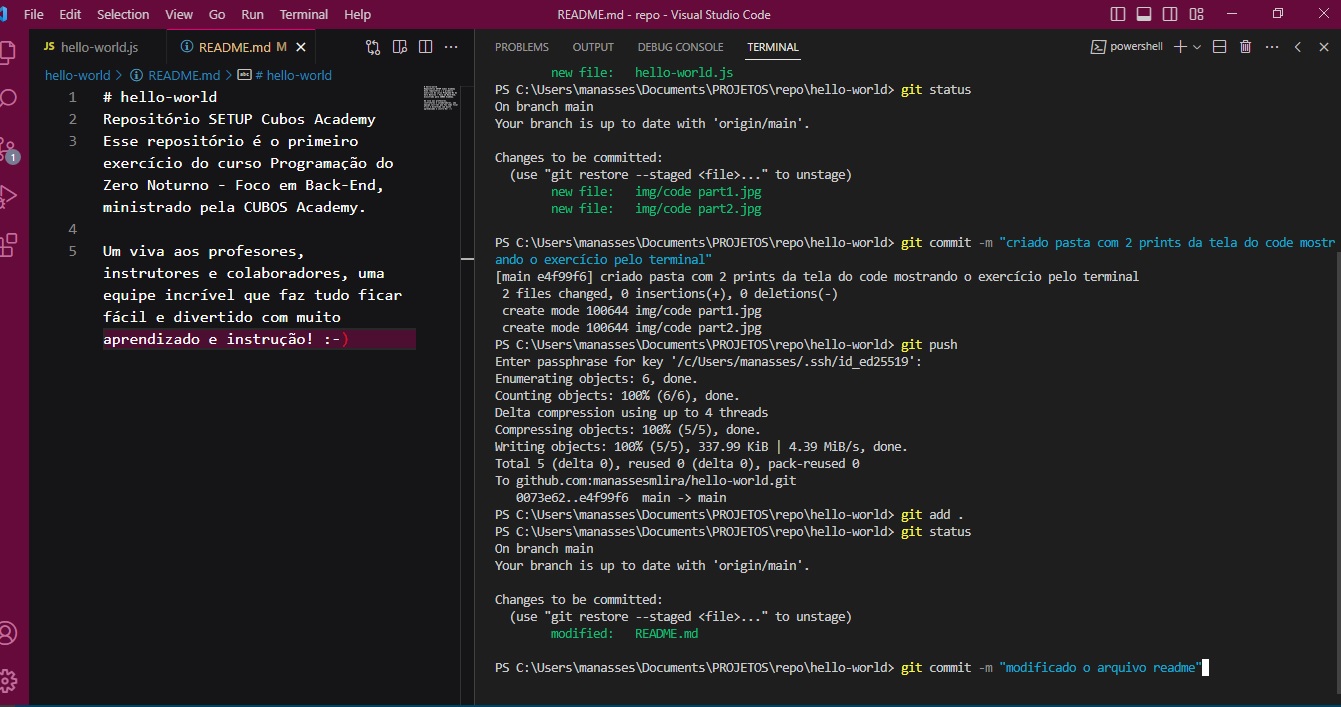 File Edit Selection View Go Run Terminal Help
README.md - repo - Visual Studio Code
JS hello-world.js
README.md M
hello-world > README.md > # hello-world
1 # hello-world
2 Repositório SETUP Cubos Academy
3 Esse repositório é o primeiro
exercício do curso Programação do
Zero Noturno - Foco em Back-End,
ministrado pela CUBOS Academy.
4
5 Um viva aos profesores,
instrutores e colaboradores, uma
equipe incrível que faz tudo ficar
fácil e divertido com muito
aprendizado e instrução! :-)
1
PROBLEMS OUTPUT DEBUG CONSOLE TERMINAL
powershell
new file: hello-world.js
PS C:\Users\manasses\Documents\PROJETOS\repo\hello-world> git status
On branch main
Your branch is up to date with 'origin/main'.
Changes to be committed:
(use "git restore --staged <file>..." to unstage)
new file: img/code part1.jpg
new file: img/code part2.jpg
PS C:\Users\manasses\Documents\PROJETOS\repo\hello-world> git commit -m "criado pasta com 2 prints da tela do code mostr
ando o exercício pelo terminal"
[main e4f99f6] criado pasta com 2 prints da tela do code mostrando o exercício pelo terminal
2 files changed, 0 insertions(+), 0 deletions(-)
create mode 100644 img/code part1.jpg
create mode 100644 img/code part2.jpg
PS C:\Users\manasses\Documents\PROJETOS\repo\hello-world> git push
Enter passphrase for key '/c/Users/manasses/.ssh/id_ed25519':
Enumerating objects: 6, done.
Counting objects: 100% (6/6), done.
Delta compression using up to 4 threads
Compressing objects: 100% (5/5), done.
Writing objects: 100% (5/5), 337.99 KiB | 4.39 MiB/s, done.
Total 5 (delta 0), reused 0 (delta 0), pack-reused 0
To github.com:manassesmlira/hello-world.git
0073e62..e4f99f6 main -> main
PS C:\Users\manasses\Documents\PROJETOS\repo\hello-world> git add .
PS C:\Users\manasses\Documents\PROJETOS\repo\hello-world> git status
On branch main
Your branch is up to date with 'origin/main'.
Changes to be committed:
(use "git restore --staged <file>..." to unstage)
modified: README.md
PS C:\Users\manasses\Documents\PROJETOS\repo\hello-world> git commit -m "modificado o arquivo readme"